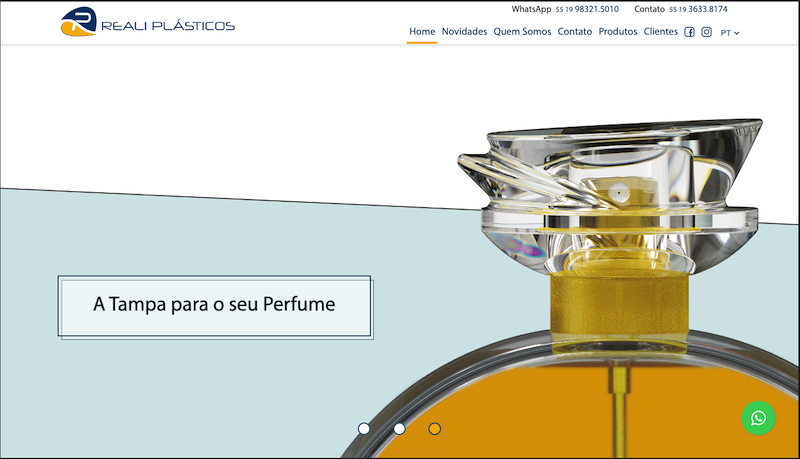 WhatsApp 55 19 98321.5010 Contato 55 19 3633.8174
REALI PLÁSTICOS
Home Novidades Quem Somos Contato Produtos Clientes PT
A Tampa para o seu Perfume